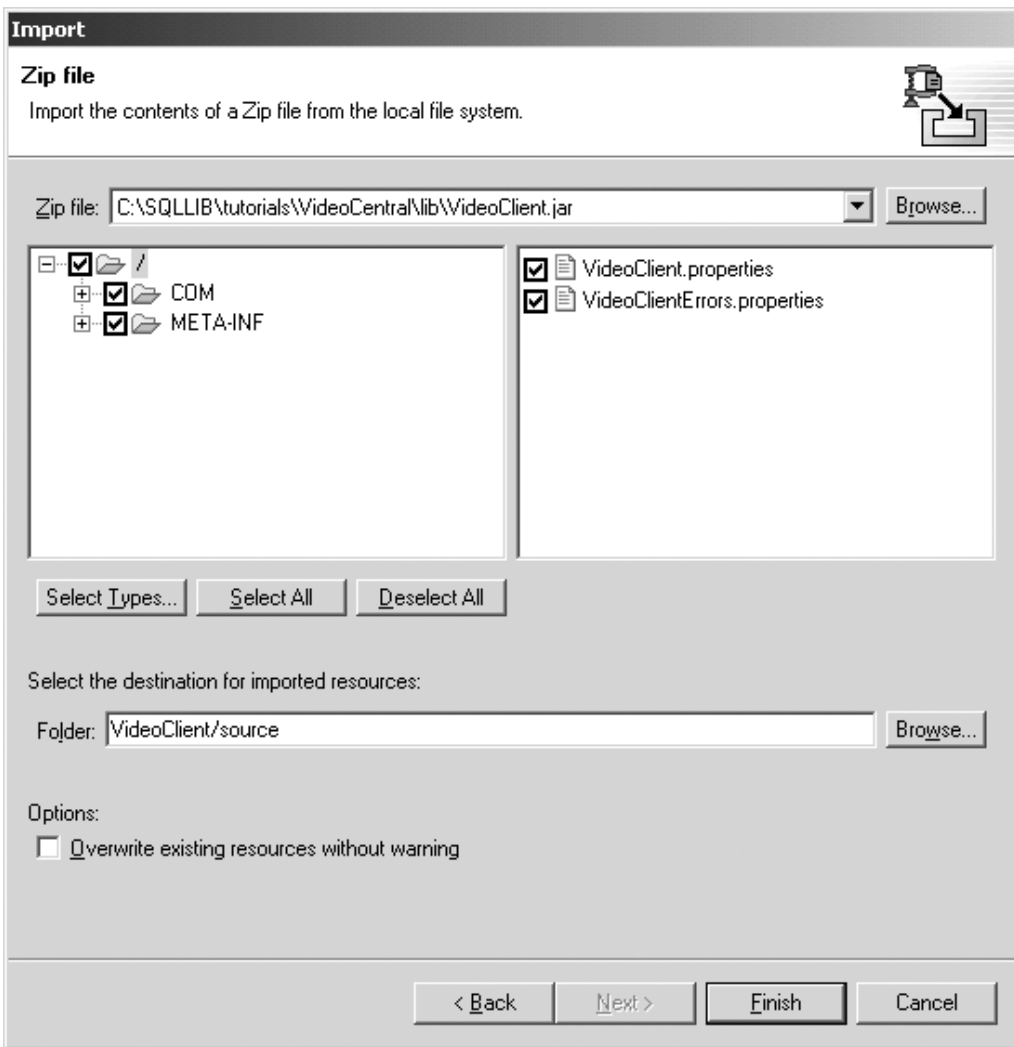 Import
Zip file
Import the contents of a Zip file from the local file system.
Zip file: C:\SQLLIB\tutorials\VideoCentral\lib\VideoClient.jar Browse...
/
COM
META-INF
VideoClient.properties
VideoClientErrors.properties
Select Types... Select All Deselect All
Select the destination for imported resources:
Folder: VideoClient/source Browse...
Options:
Overwrite existing resources without warning
< Back Next > Finish Cancel